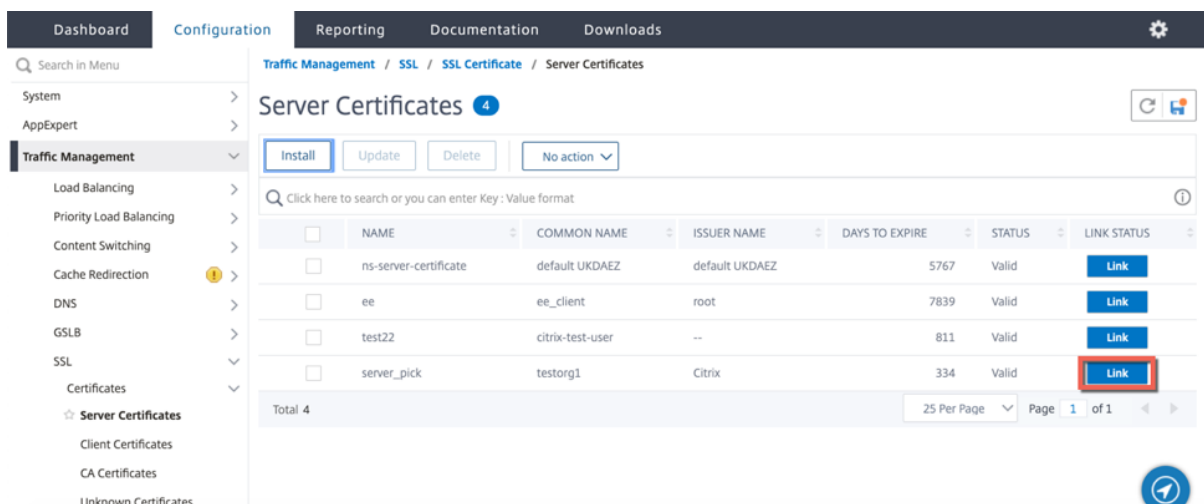 Dashboard Configuration Reporting Documentation Downloads
Search in Menu
Traffic Management / SSL / SSL Certificate / Server Certificates
System
AppExpert
Traffic Management
Load Balancing
Priority Load Balancing
Content Switching
Cache Redirection
DNS
GSLB
SSL
Certificates
Server Certificates
Client Certificates
CA Certificates
Unknown Certificates
Server Certificates 4
Install Update Delete No action
Click here to search or you can enter Key : Value format
NAME COMMON NAME ISSUER NAME DAYS TO EXPIRE STATUS LINK STATUS
ns-server-certificate default UKDAEZ default UKDAEZ 5767 Valid Link
ee ee_client root 7839 Valid Link
test22 citrix-test-user -- 811 Valid Link
server_pick testorg1 Citrix 334 Valid Link
Total 4 25 Per Page Page 1 of 1